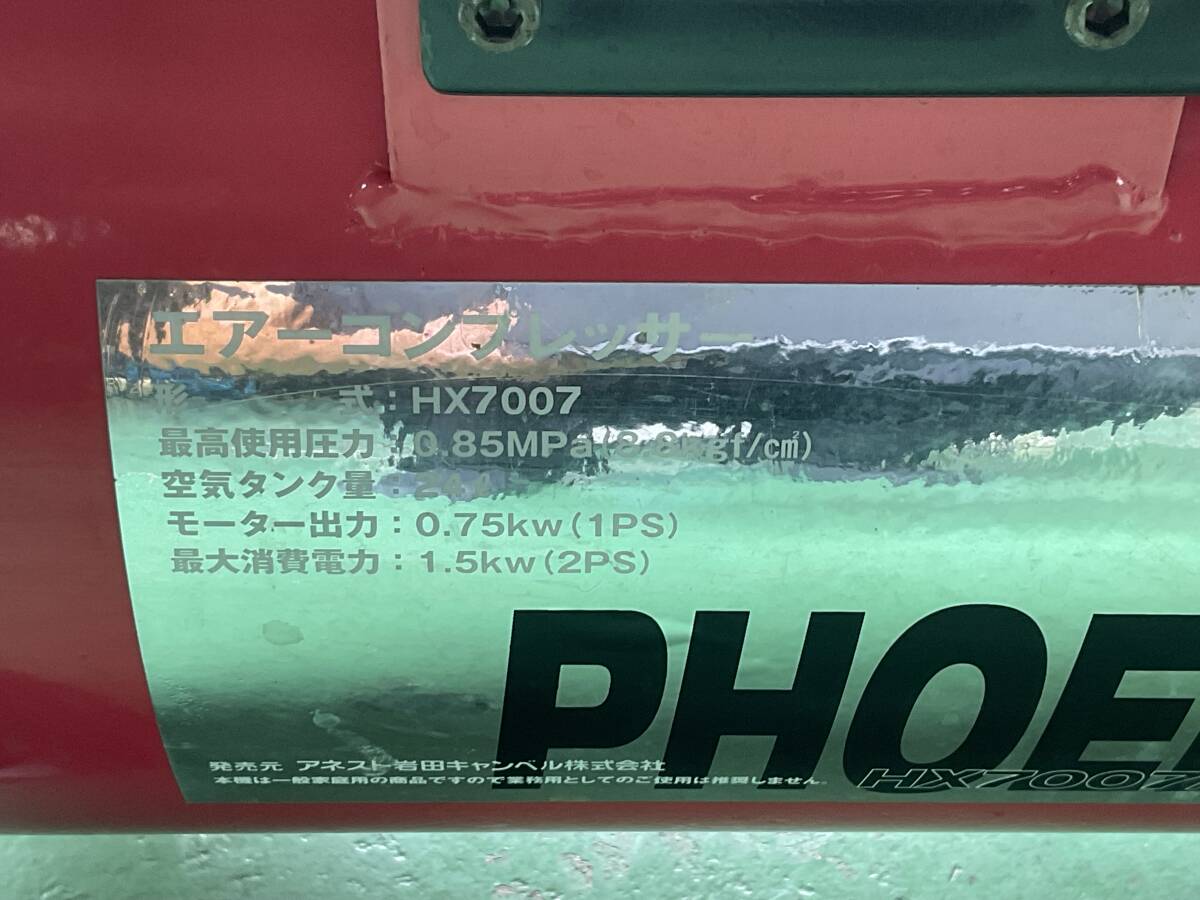 エアーコンプレッサー
形 式：HX7007
最高使用圧力：0.85MPa(8.6kgf/c㎡)
空気タンク量：24ℓ
モーター出力：0.75kw(1PS)
最大消費電力：1.5kw(2PS)
PHOE
HX7007
発売元 アネスト岩田キャンベル株式会社
本機は一般家庭用の商品ですので業務用としてのご使用は推奨しません。